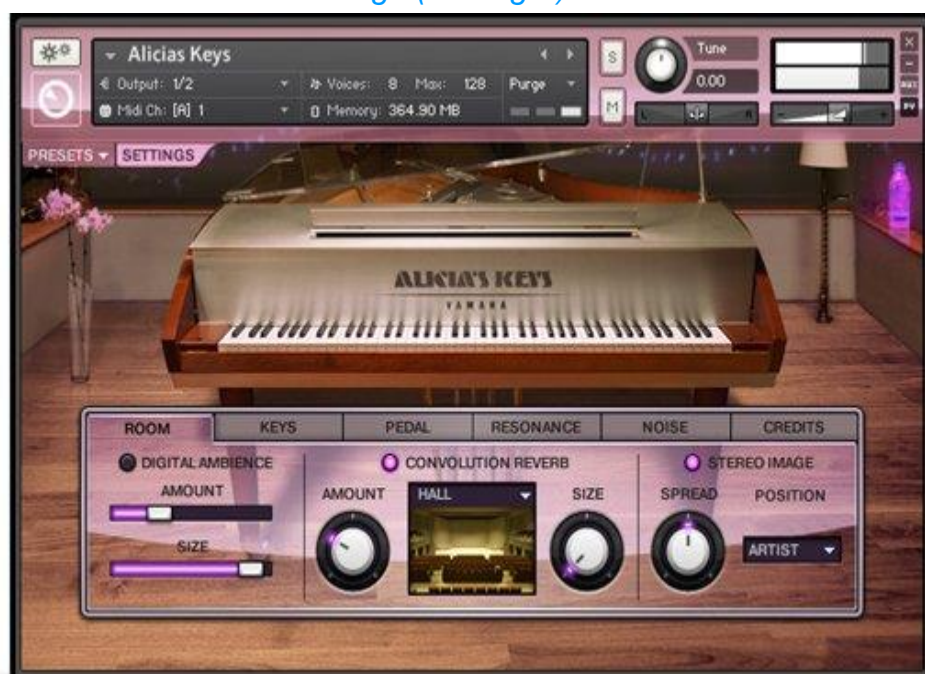 Alicias Keys
Output: 1/2
Voices: 8 Max: 128 Purge
Midi Ch: [A] 1
Memory: 364.90 MB
S
M
Tune
0.00
L R
- +
X
-
AUX
PV
PRESETS SETTINGS
ALICIA'S KEYS
YAMAHA
ROOM KEYS PEDAL RESONANCE NOISE CREDITS
DIGITAL AMBIENCE CONVOLUTION REVERB STEREO IMAGE
AMOUNT AMOUNT HALL SIZE SPREAD POSITION
SIZE ARTIST